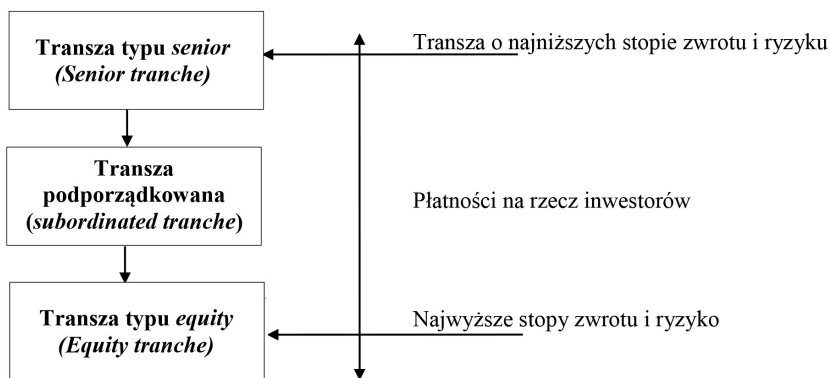 Transza typu senior
(Senior tranche)
Transza o najniższych stopie zwrotu i ryzyku
Transza
podporządkowana
(subordinated tranche)
Płatności na rzecz inwestorów
Transza typu equity
(Equity tranche)
Najwyższe stopy zwrotu i ryzyko